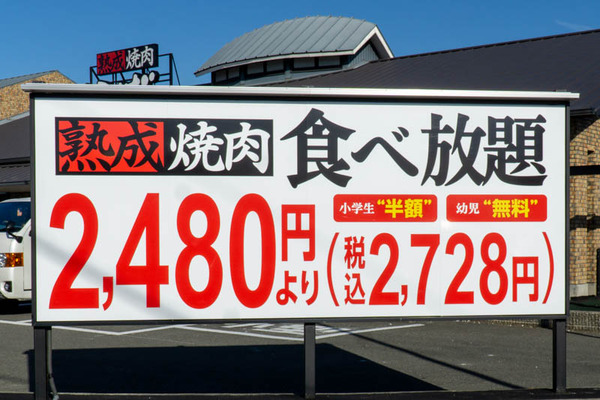 熟成焼肉
熟成 焼肉 食べ放題
小学生“半額” 幼児“無料”
2,480円より(税込2,728円)